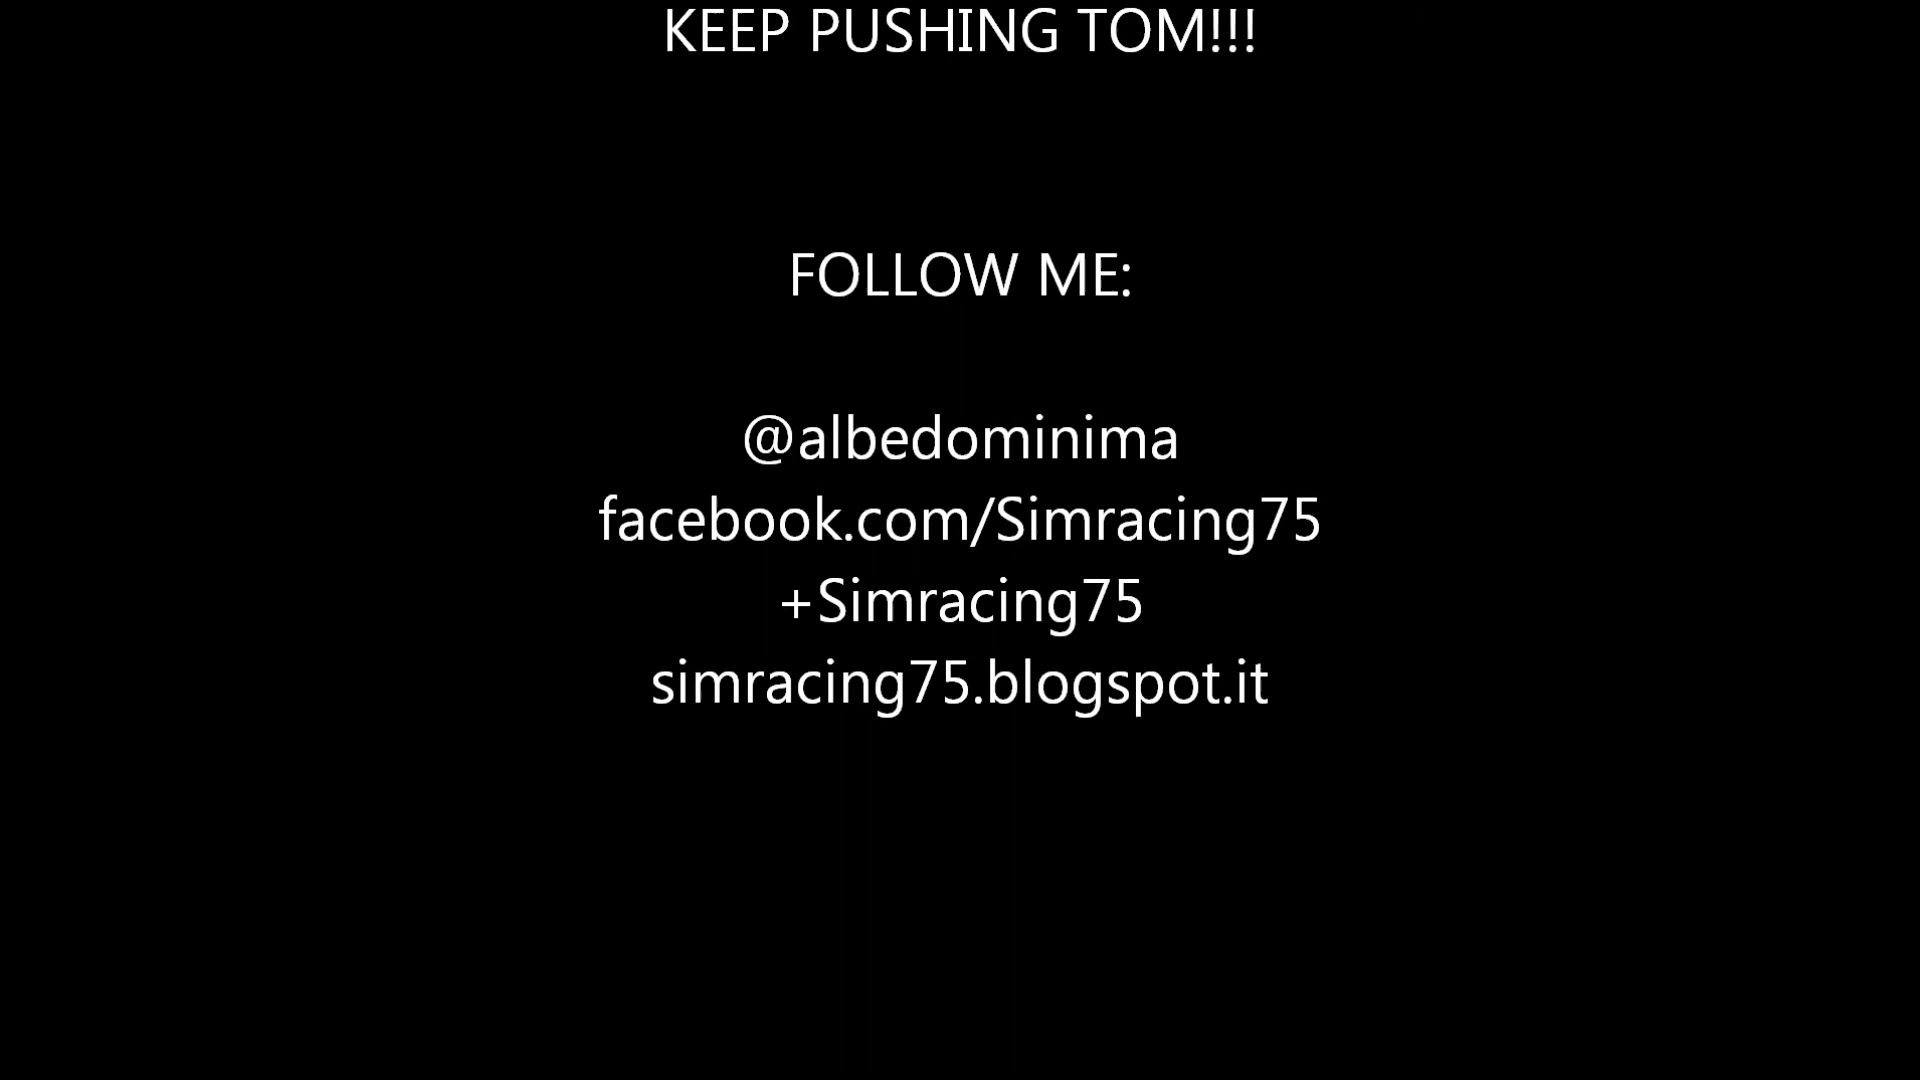 KEEP PUSHING TOM!!!
FOLLOW ME:
@albedominima
facebook.com/Simracing75
+Simracing75
simracing75.blogspot.it